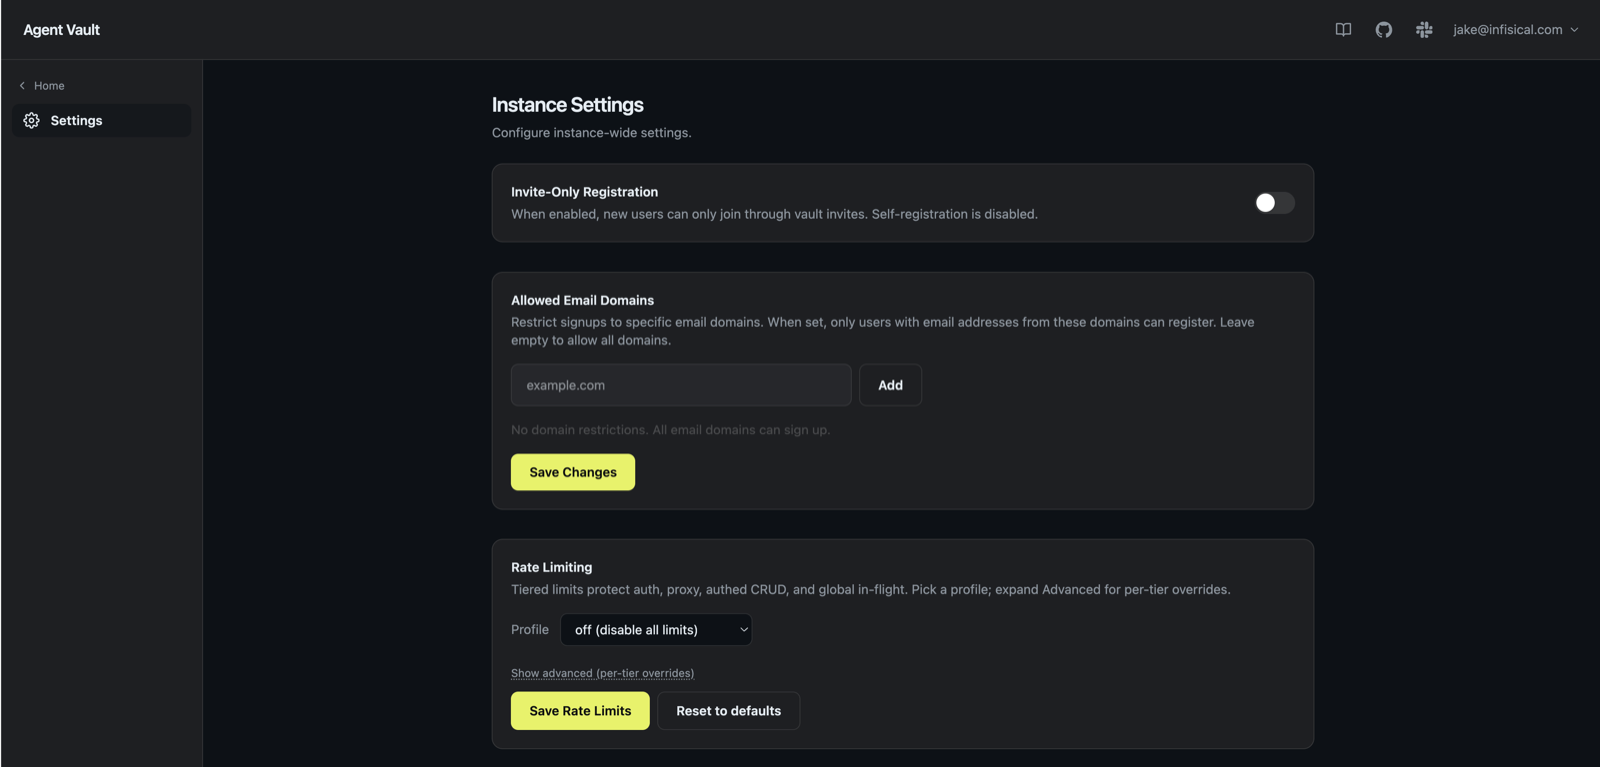 Agent Vault
jake@infisical.com
Home
Settings
Instance Settings
Configure instance-wide settings.
Invite-Only Registration
When enabled, new users can only join through vault invites. Self-registration is disabled.
Allowed Email Domains
Restrict signups to specific email domains. When set, only users with email addresses from these domains can register. Leave
empty to allow all domains.
example.com
Add
No domain restrictions. All email domains can sign up.
Save Changes
Rate Limiting
Tiered limits protect auth, proxy, authed CRUD, and global in-flight. Pick a profile; expand Advanced for per-tier overrides.
Profile off (disable all limits)
Show advanced (per-tier overrides)
Save Rate Limits Reset to defaults